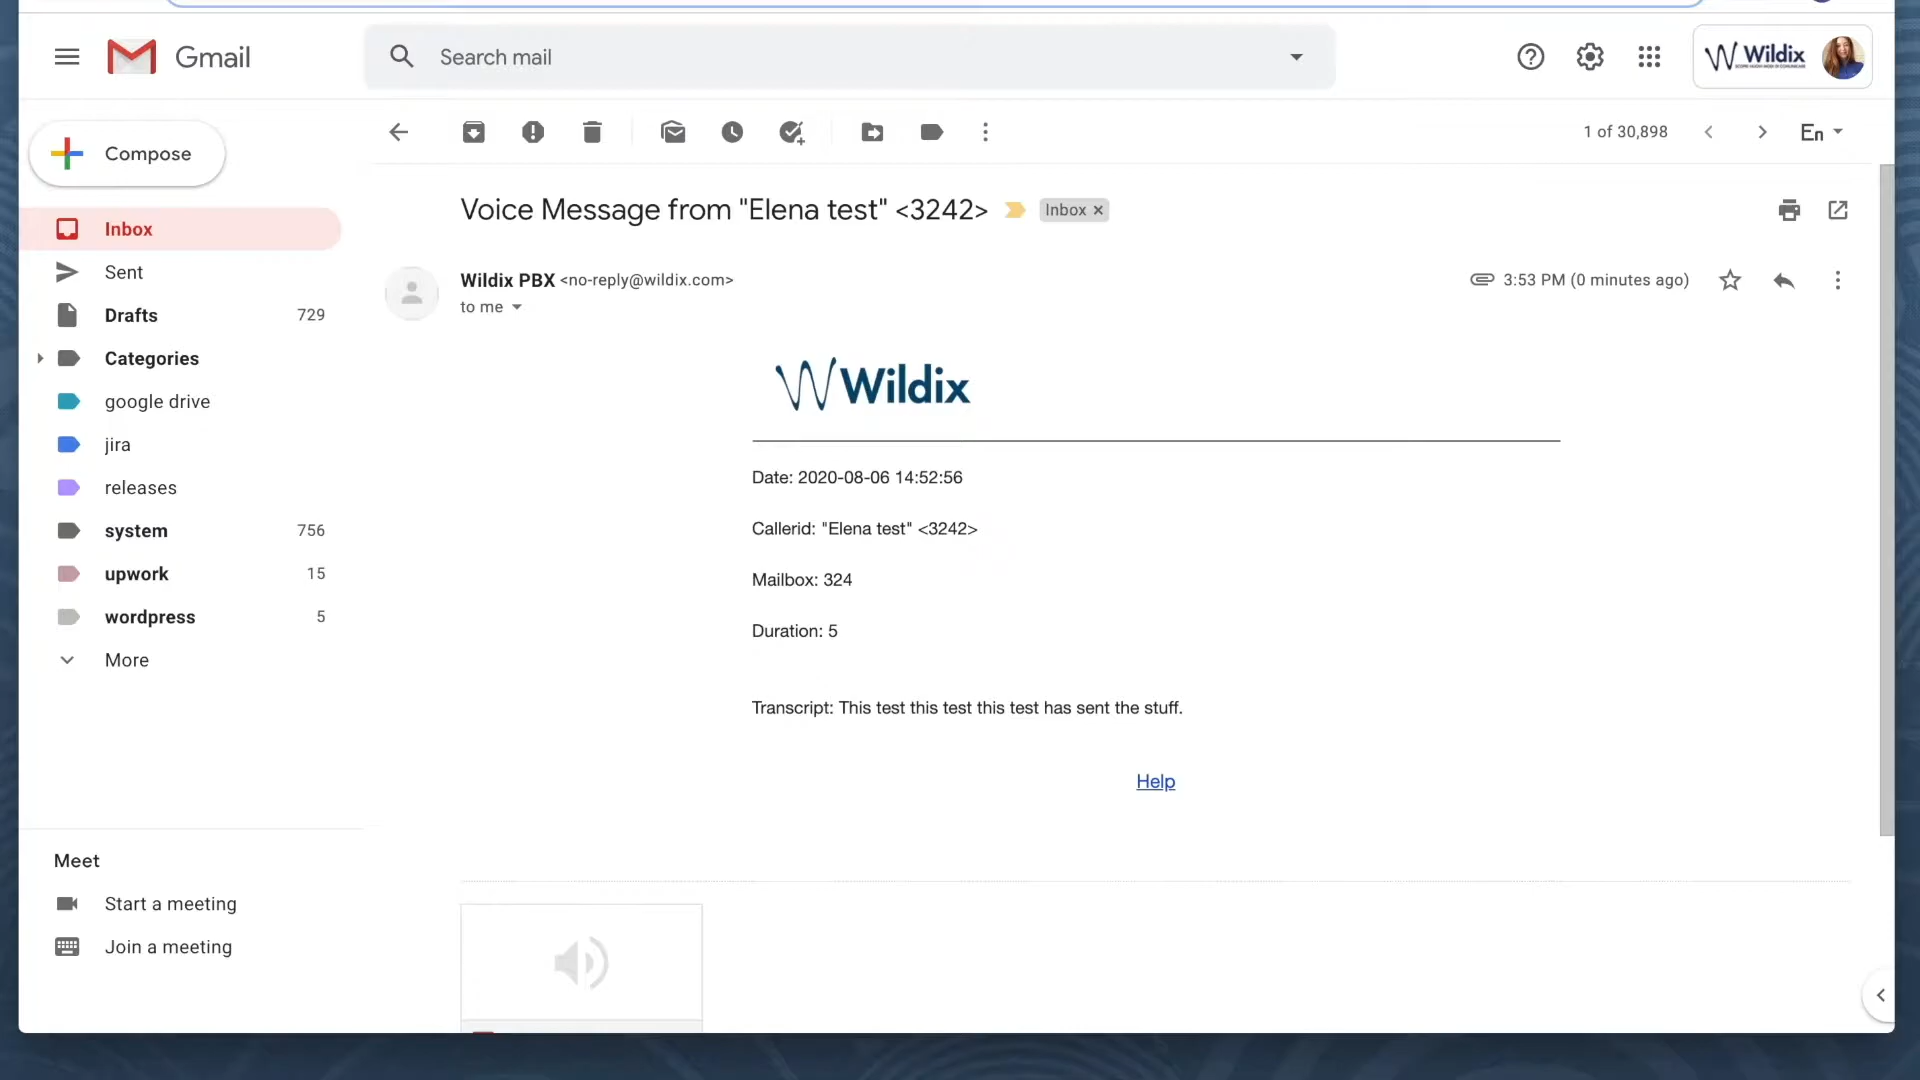 Gmail
Search mail
Wildix
Compose
1 of 30,898
En
Voice Message from "Elena test" <3242>
Inbox ×
Inbox
Sent
Drafts 729
Categories
google drive
jira
releases
system 756
upwork 15
wordpress 5
More
Wildix PBX <no-reply@wildix.com>
3:53 PM (0 minutes ago)
to me
Wildix
Date: 2020-08-06 14:52:56
Callerid: "Elena test" <3242>
Mailbox: 324
Duration: 5
Transcript: This test this test this test has sent the stuff.
Help
Meet
Start a meeting
Join a meeting